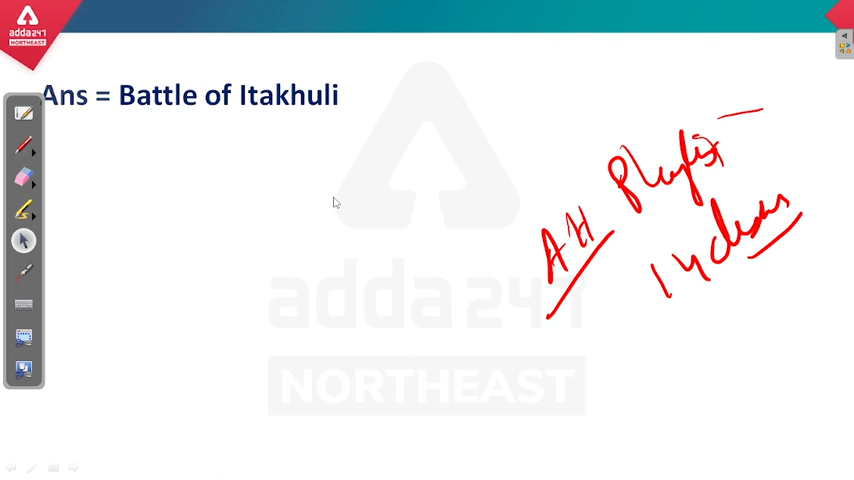 adda247
NORTHEAST
Ans = Battle of Itakhuli
AH Playlist
14 class
adda247
NORTHEAST